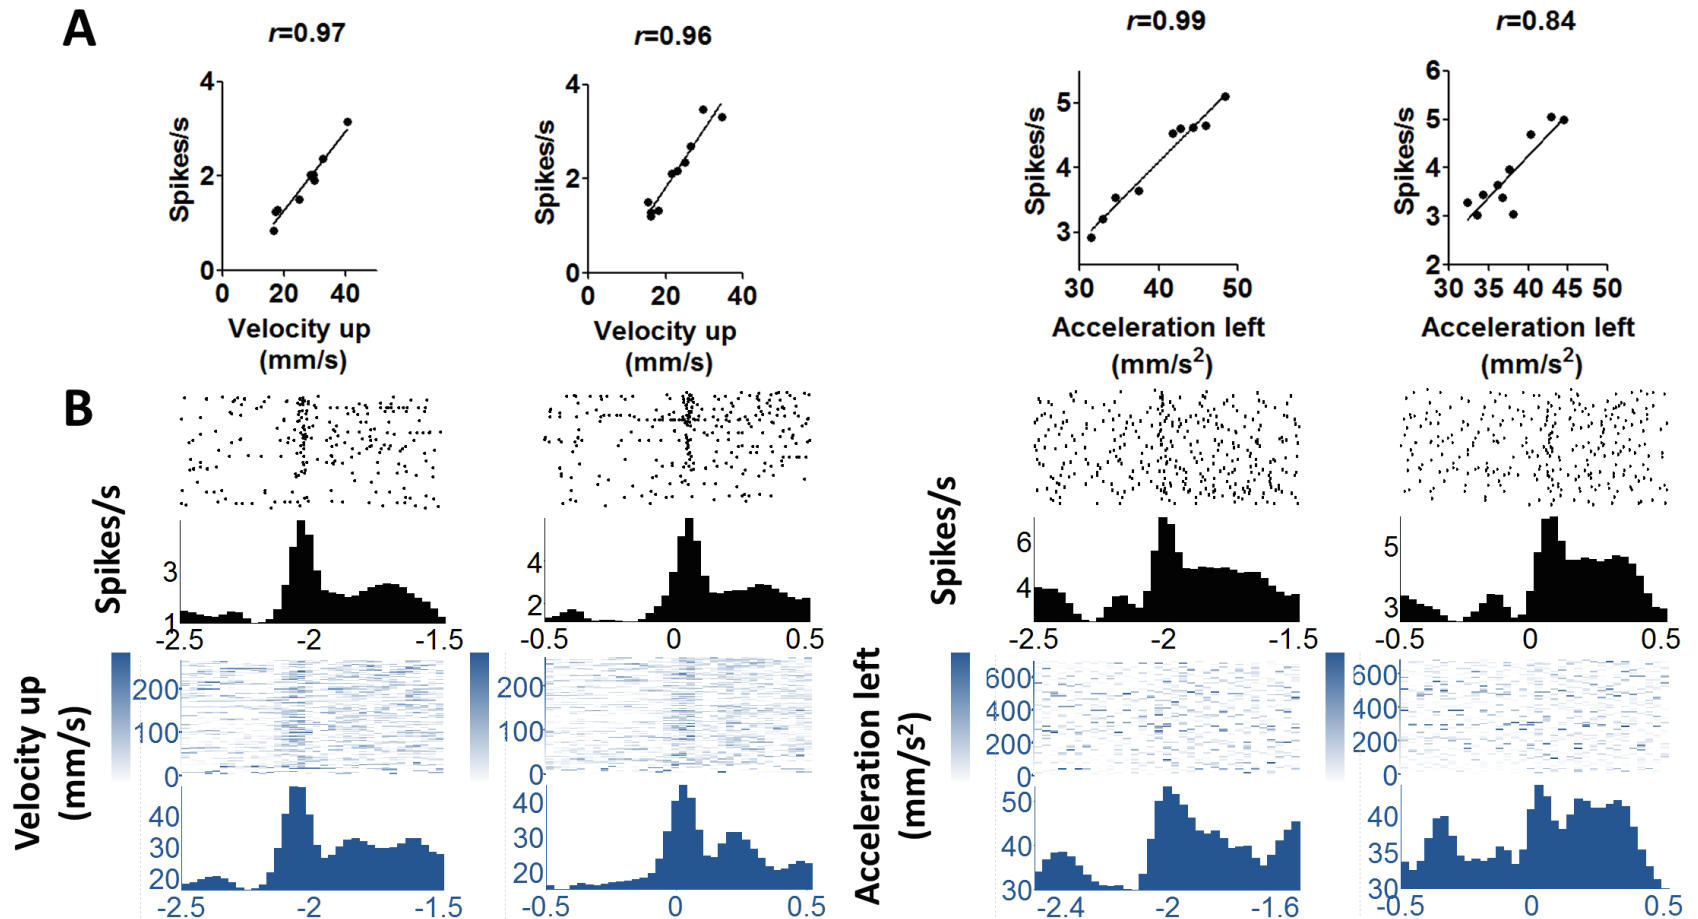 A
r=0.97
r=0.96
r=0.99
r=0.84
Spikes/s
4
2
0
0 20 40
Velocity up
(mm/s)
Spikes/s
4
2
0
0 20 40
Velocity up
(mm/s)
Spikes/s
5
4
3
30 40 50
Acceleration left
(mm/s²)
Spikes/s
6
5
4
3
2
30 35 40 45 50
Acceleration left
(mm/s²)
B
Spikes/s
3
1
-2.5 -2 -1.5
4
2
-0.5 0 0.5
Spikes/s
6
4
-2.5 -2 -1.5
5
3
-0.5 0 0.5
Velocity up
(mm/s)
200
100
0
40
30
20
-2.5 -2 -1.5
200
100
0
40
30
20
-0.5 0 0.5
Acceleration left
(mm/s²)
600
400
200
0
50
40
30
-2.4 -2 -1.6
600
400
200
0
40
35
30
-0.5 0 0.5